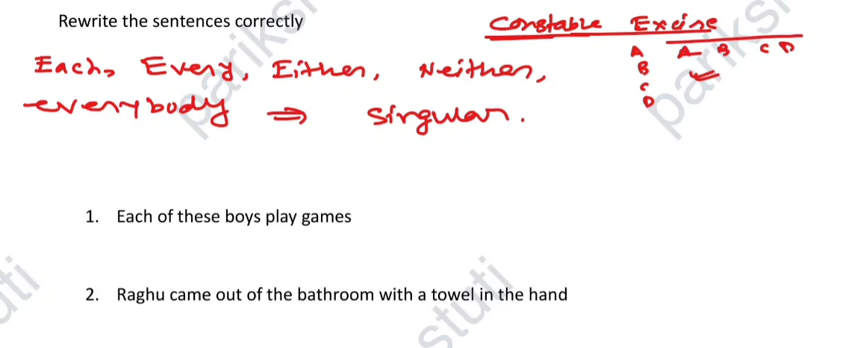 Rewrite the sentences correctly
Constable Excise
Each, Every, Either, Neither,
everybody ⇒ Singular.
A
B
C
D
A B C D
1. Each of these boys play games
2. Raghu came out of the bathroom with a towel in the hand